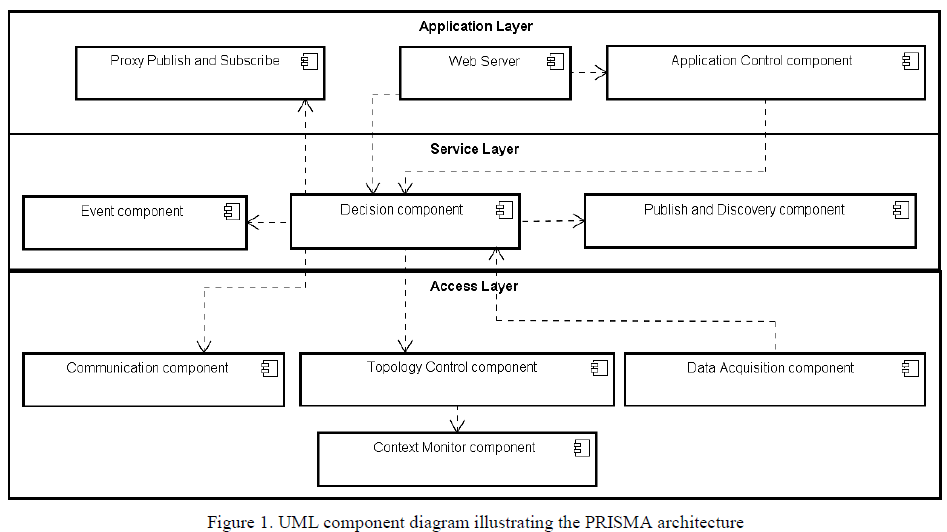 Application Layer
Proxy Publish and Subscribe
Web Server
Application Control component
Service Layer
Event component
Decision component
Publish and Discovery component
Access Layer
Communication component
Topology Control component
Data Acquisition component
Context Monitor component
Figure 1. UML component diagram illustrating the PRISMA architecture